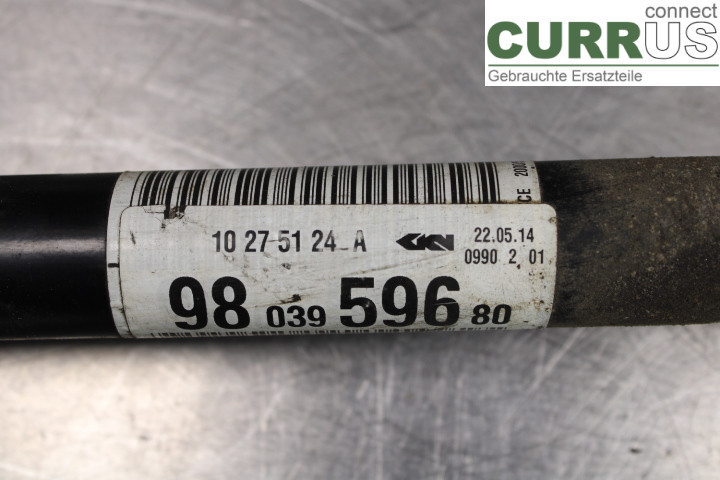 connect
CURRUS
Gebrauchte Ersatzteile
10 27 51 24_A GKN 22.05.14
0990 2 01
98 039 596 80